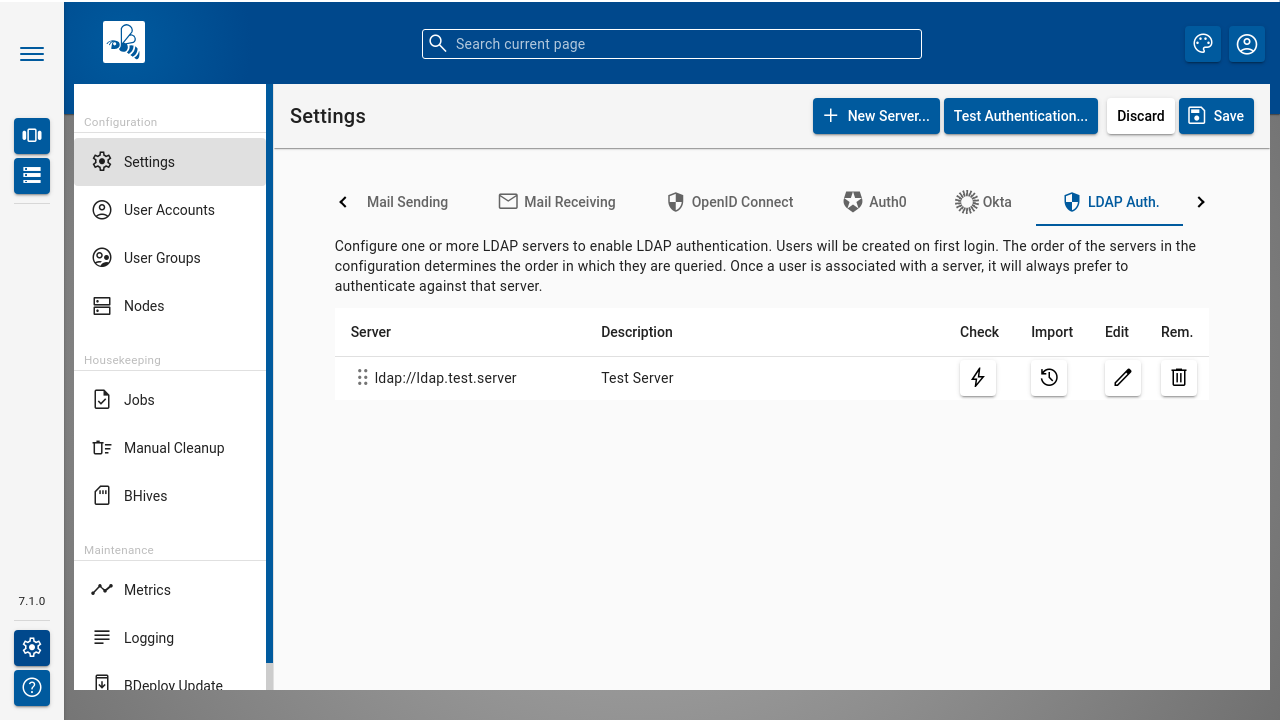 Search current page
Configuration
Settings
User Accounts
User Groups
Nodes
Housekeeping
Jobs
Manual Cleanup
BHives
Maintenance
Metrics
Logging
BDeploy Update
7.1.0
Settings
New Server...
Test Authentication...
Discard
Save
Mail Sending
Mail Receiving
OpenID Connect
Auth0
Okta
LDAP Auth.
Configure one or more LDAP servers to enable LDAP authentication. Users will be created on first login. The order of the servers in the
configuration determines the order in which they are queried. Once a user is associated with a server, it will always prefer to
authenticate against that server.
Server Description Check Import Edit Rem.
ldap://ldap.test.server Test Server